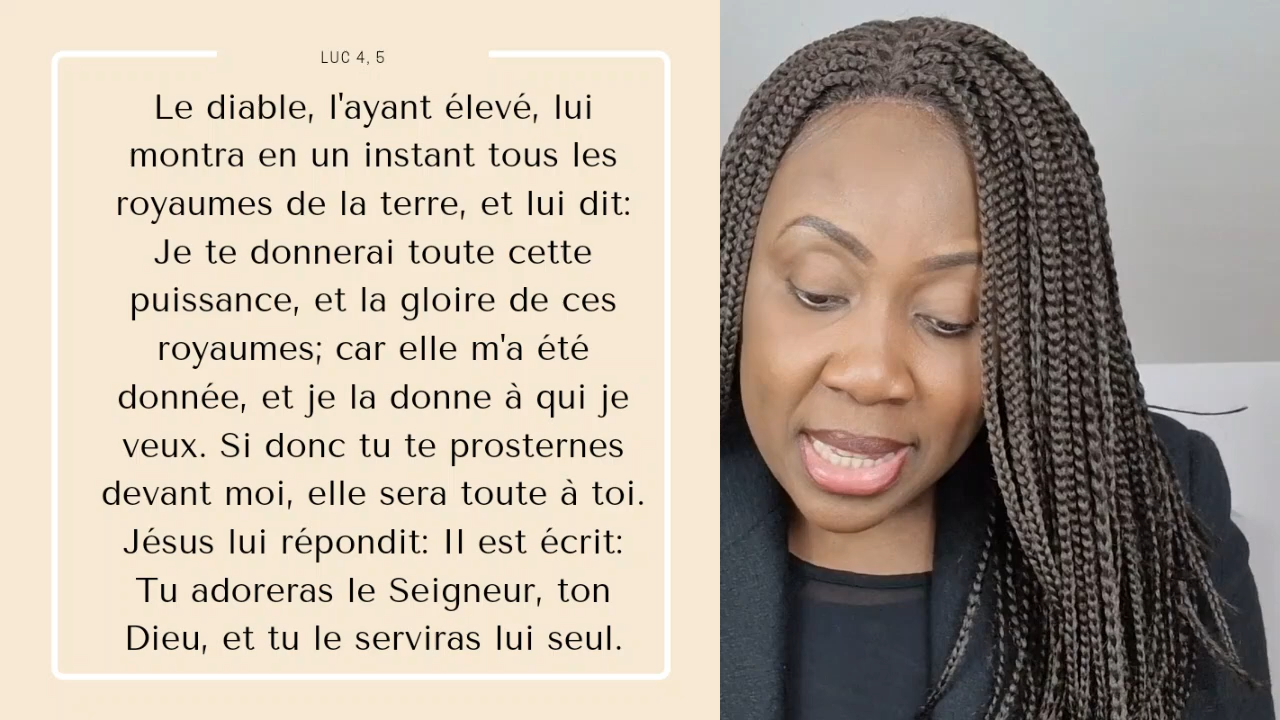 LUC 4, 5
Le diable, l'ayant élevé, lui
montra en un instant tous les
royaumes de la terre, et lui dit:
Je te donnerai toute cette
puissance, et la gloire de ces
royaumes; car elle m'a été
donnée, et je la donne à qui je
veux. Si donc tu te prosternes
devant moi, elle sera toute à toi.
Jésus lui répondit: Il est écrit:
Tu adoreras le Seigneur, ton
Dieu, et tu le serviras lui seul.